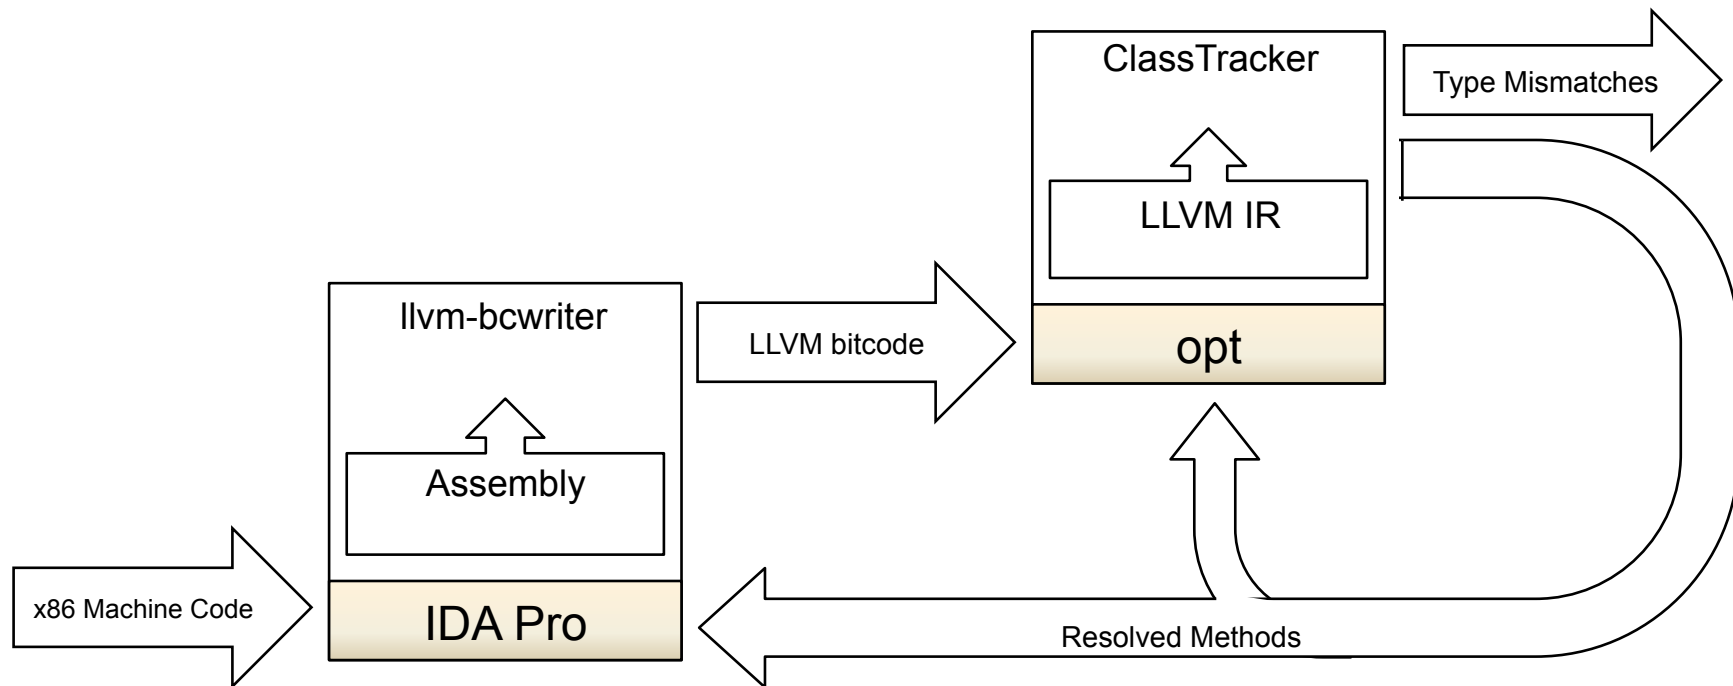 ClassTracker
Type Mismatches
LLVM IR
llvm-bcwriter
LLVM bitcode
opt
Assembly
x86 Machine Code
IDA Pro
Resolved Methods